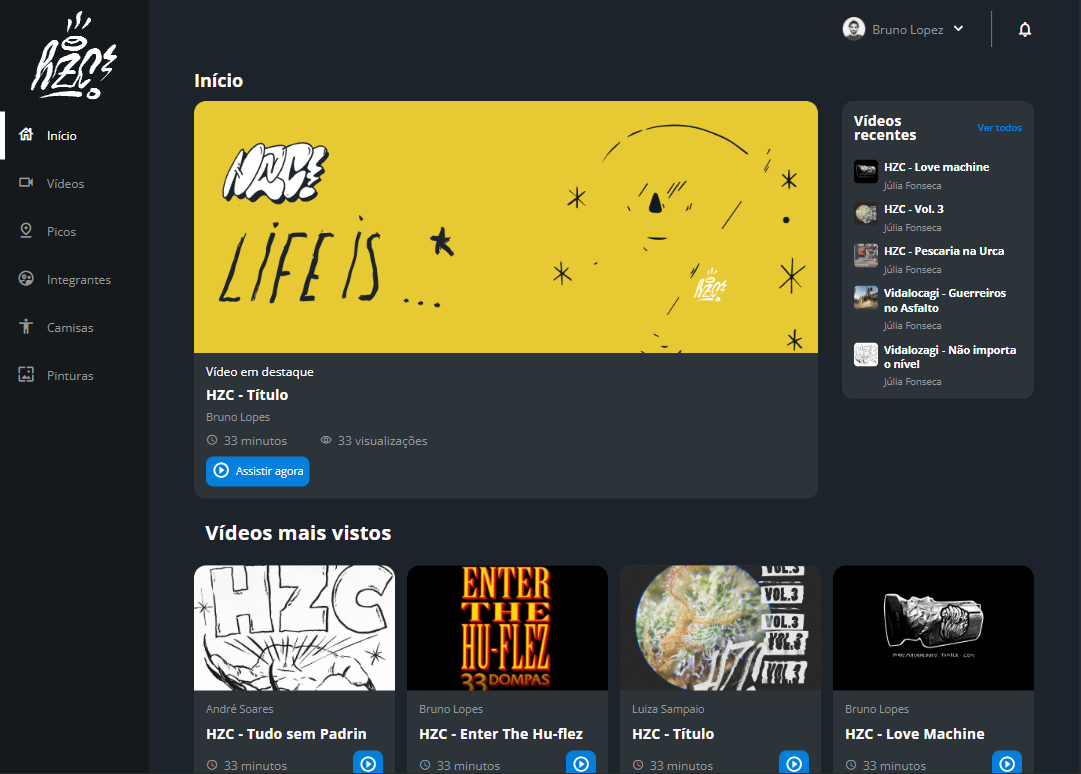 HZC!
Bruno Lopez
Início
Início
Vídeos
Picos
Integrantes
Camisas
Pinturas
HZC!
LIFE IS ...
HZC!
Vídeo em destaque
HZC - Título
Bruno Lopes
33 minutos
33 visualizações
Assistir agora
Vídeos
recentes
Ver todos
HZC - Love machine
Júlia Fonseca
HZC - Vol. 3
Júlia Fonseca
HZC - Pescaria na Urca
Júlia Fonseca
Vidalocagi - Guerreiros
no Asfalto
Júlia Fonseca
Vidalozagi - Não importa
o nível
Júlia Fonseca
Vídeos mais vistos
HZC
André Soares
HZC - Tudo sem Padrin
33 minutos
ENTER
THE
HU-FLEZ
33 DOMPAS
Bruno Lopes
HZC - Enter The Hu-flez
33 minutos
VOL.3
VOL.3
VOL.3
VOL.3
VOL.3
HZC
Luiza Sampaio
HZC - Título
33 minutos
Bruno Lopes
HZC - Love Machine
33 minutos